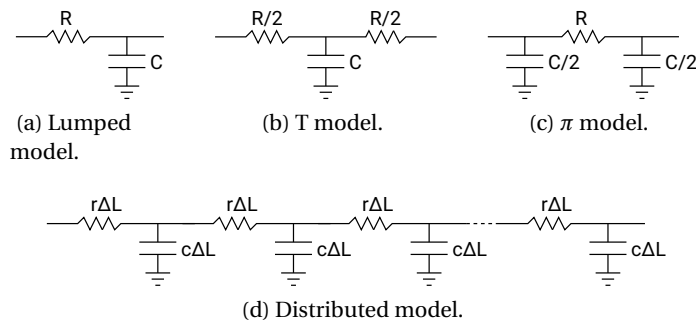 R
R/2 R/2
R
C
C
C/2 C/2
(a) Lumped
model.
(b) T model.
(c) π model.
rΔL rΔL rΔL rΔL
cΔL cΔL cΔL cΔL
(d) Distributed model.